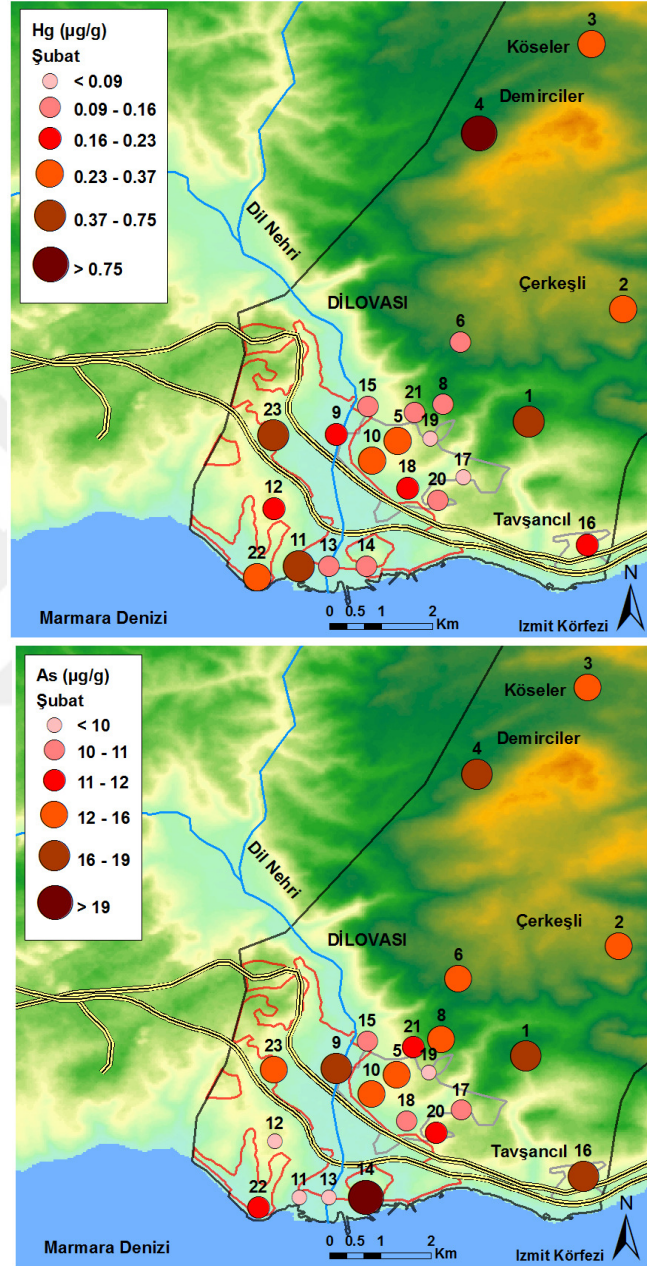 Hg (µg/g)
Şubat
< 0.09
0.09 - 0.16
0.16 - 0.23
0.23 - 0.37
0.37 - 0.75
> 0.75
3
Köseler
Demirciler
4
Dil Nehri
Çerkeşli
2
DİLOVASI
6
15
21
8
1
23
9
5
19
10
17
18
20
12
Tavşancıl
16
11
13
14
22
N
Marmara Denizi
0 0.5 1 2
Km
Izmit Körfezi
As (µg/g)
Şubat
< 10
10 - 11
11 - 12
12 - 16
16 - 19
> 19
3
Köseler
Demirciler
4
Dil Nehri
Çerkeşli
2
DİLOVASI
6
15
21
8
1
23
9
5
19
10
17
18
20
12
Tavşancıl
16
14
11
13
22
N
Marmara Denizi
0 0.5 1 2
Km
Izmit Körfezi